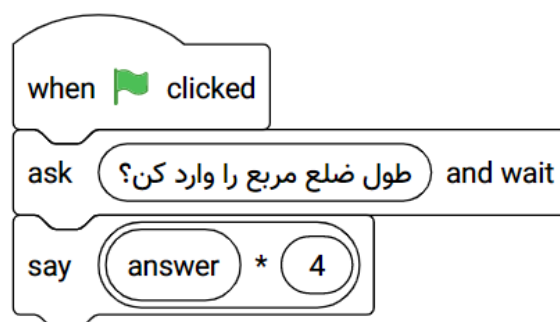 when clicked
ask طول ضلع مربع را وارد کن؟ and wait
say answer * 4